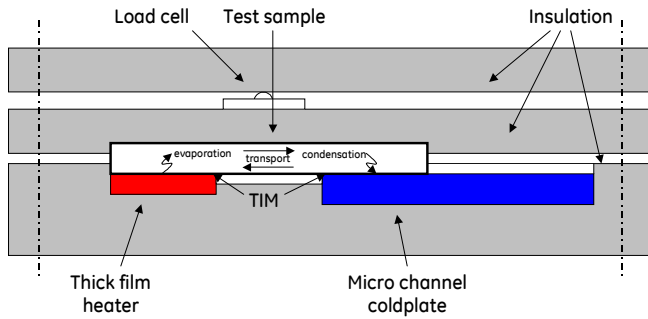 Load cell
Test sample
Insulation
evaporation
transport
condensation
TIM
Thick film
heater
Micro channel
coldplate